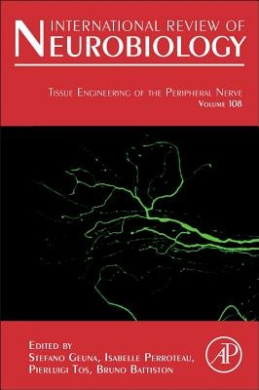 INTERNATIONAL REVIEW OF
NEUROBIOLOGY
TISSUE ENGINEERING OF THE PERIPHERAL NERVE
VOLUME 108
EDITED BY
STEFANO GEUNA, ISABELLE PERROTEAU,
PIERLUIGI TOS, BRUNO BATTISTON